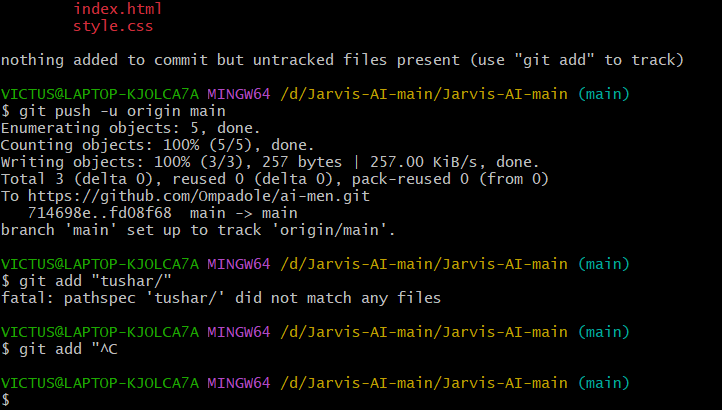 index.html
style.css
nothing added to commit but untracked files present (use "git add" to track)
VICTUS@LAPTOP-KJOLCA7A MINGW64 /d/Jarvis-AI-main/Jarvis-AI-main (main)
$ git push -u origin main
Enumerating objects: 5, done.
Counting objects: 100% (5/5), done.
Writing objects: 100% (3/3), 257 bytes | 257.00 KiB/s, done.
Total 3 (delta 0), reused 0 (delta 0), pack-reused 0 (from 0)
To https://github.com/Ompadole/ai-men.git
714698e..fd08f68  main -> main
branch 'main' set up to track 'origin/main'.
VICTUS@LAPTOP-KJOLCA7A MINGW64 /d/Jarvis-AI-main/Jarvis-AI-main (main)
$ git add "tushar/"
fatal: pathspec 'tushar/' did not match any files
VICTUS@LAPTOP-KJOLCA7A MINGW64 /d/Jarvis-AI-main/Jarvis-AI-main (main)
$ git add "^C
VICTUS@LAPTOP-KJOLCA7A MINGW64 /d/Jarvis-AI-main/Jarvis-AI-main (main)
$